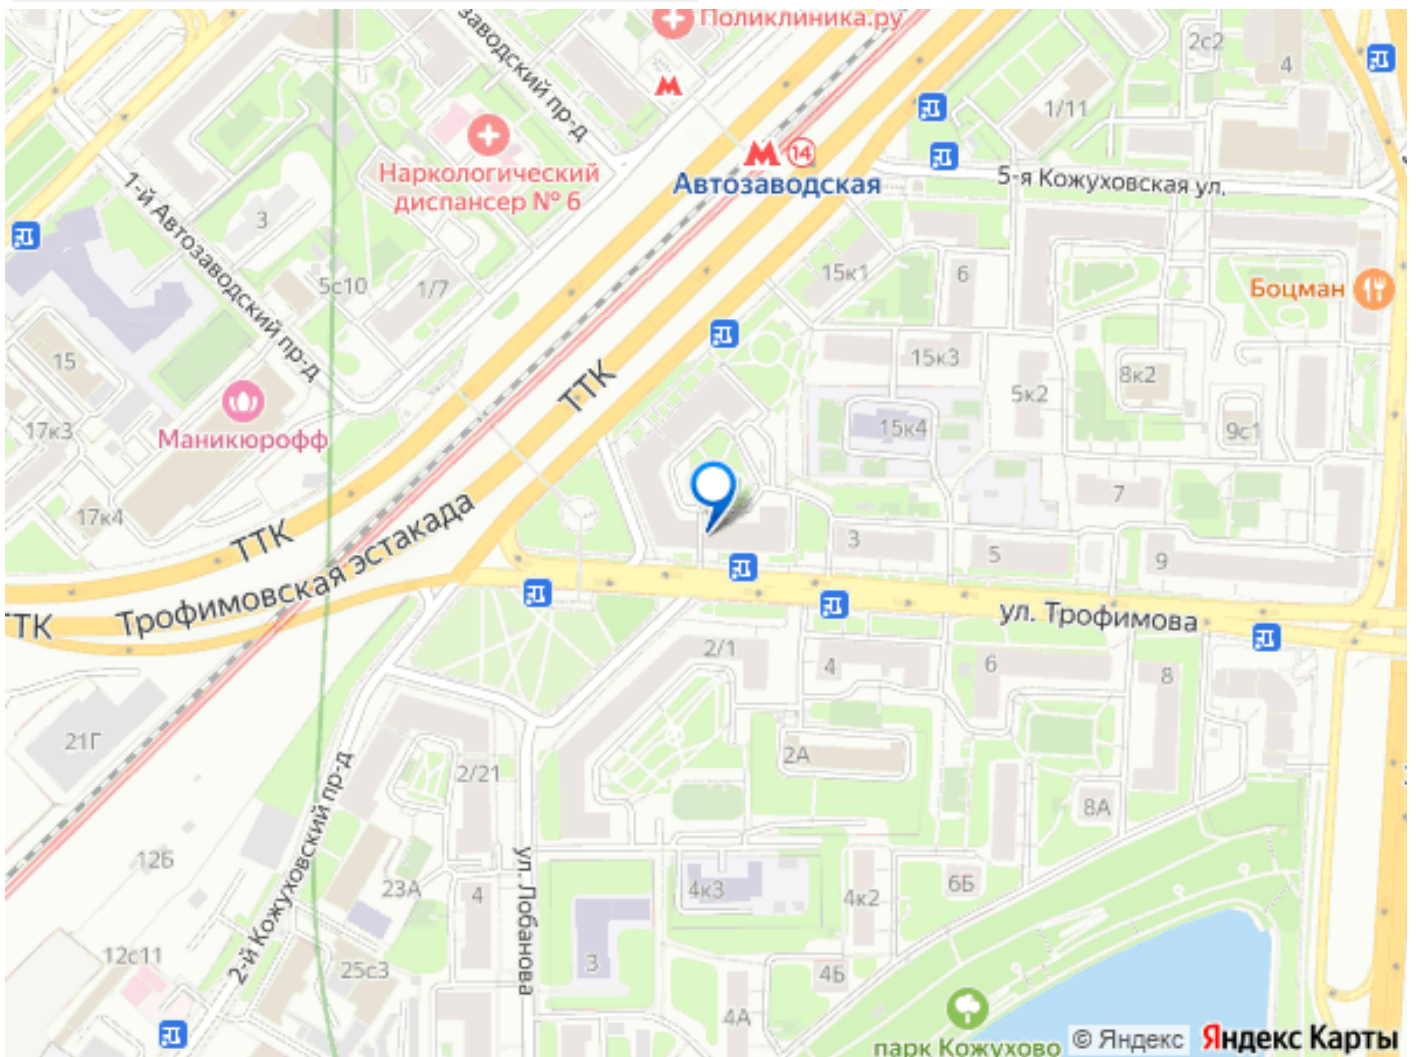 Поликлиника.ру
заводский пр-д
2с2
4
1/11
14
Автозаводская
5-я Кожуховская ул.
Наркологический
диспансер № 6
1-й Автозаводский пр-д
3
5с10
1/7
15к1
6
Боцман
15
ТТК
15к3
5к2
8к2
Маникюрофф
17к3
15к4
9с1
17к4
7
ТТК
Трофимовская эстакада
3
5
9
ТТК
ул. Трофимова
2/1
4
6
8
21Г
2/21
2А
8А
2-й Кожуховский пр-д
12Б
23А
4
ул. Лобанова
4к3
4к2
6Б
12с11
25с3
3
4Б
4А
парк Кожухово
© Яндекс
Яндекс Карты